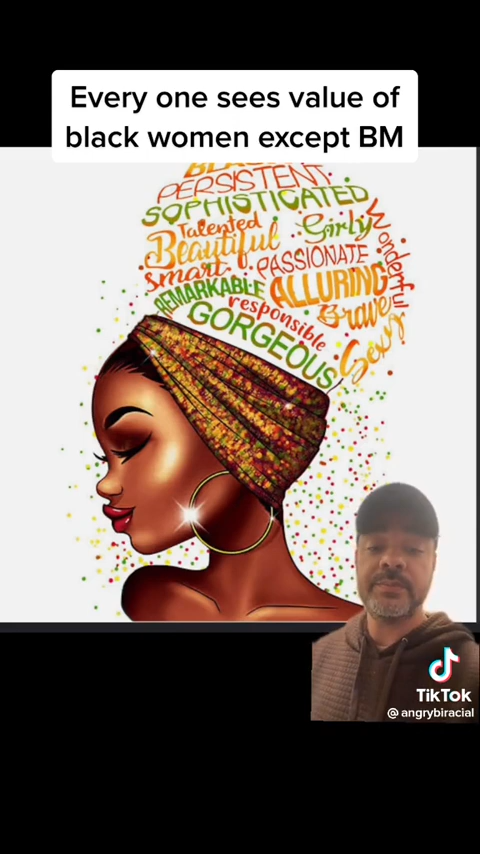 Every one sees value of
black women except BM
PERSISTENT
SOPHISTICATED
Talented
Girly
Wonderful
Beautiful
PASSIONATE
smart
REMARKABLE
ALLURING
responsible
Brave
GORGEOUS
Sexy
TikTok
@ angrybiracial